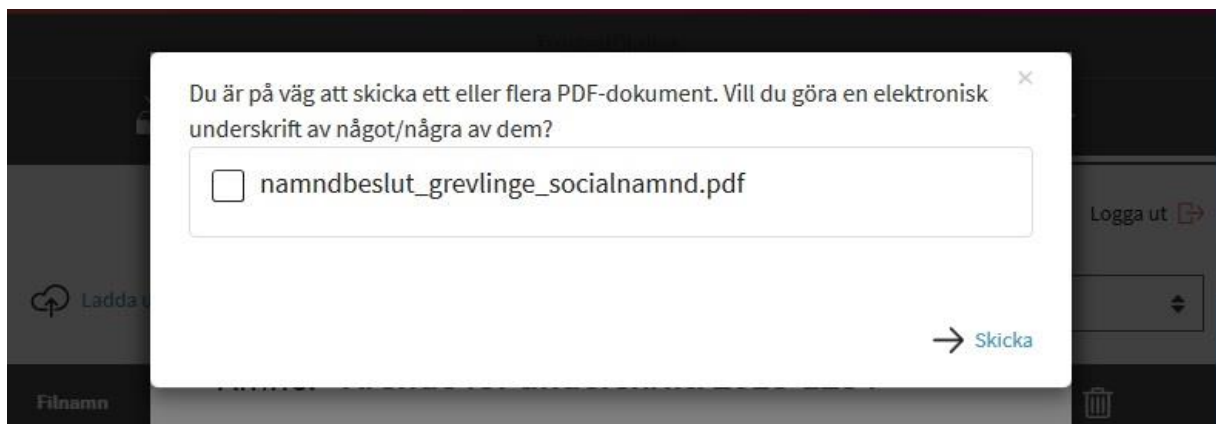 Du är på väg att skicka ett eller flera PDF-dokument. Vill du göra en elektronisk
underskrift av något/några av dem?
namndbeslut_grevlinge_socialnamnd.pdf
Logga ut
Ladda
Skicka
Filnamn